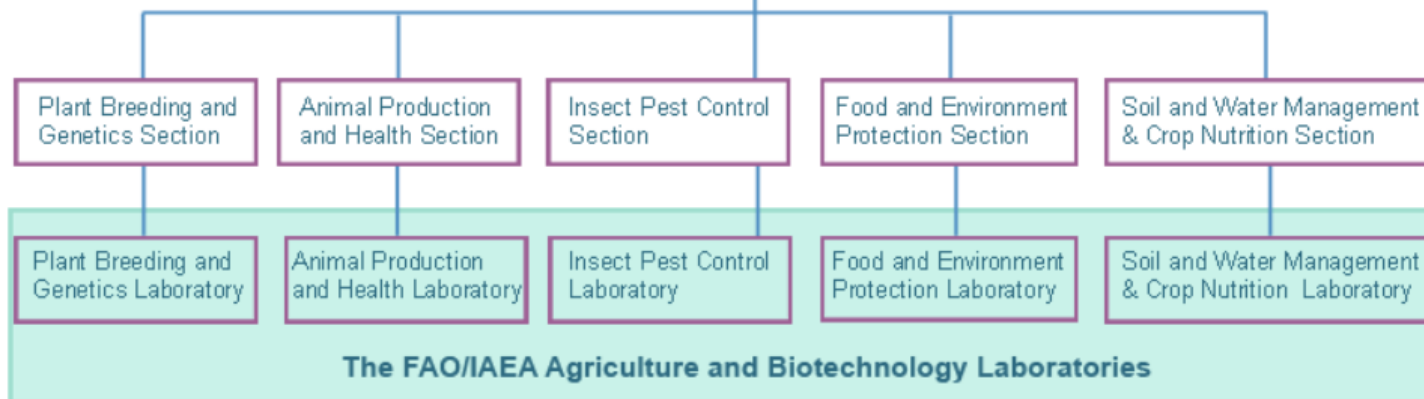 Plant Breeding and
Genetics Section
Animal Production
and Health Section
Insect Pest Control
Section
Food and Environment
Protection Section
Soil and Water Management
& Crop Nutrition Section
Plant Breeding and
Genetics Laboratory
Animal Production
and Health Laboratory
Insect Pest Control
Laboratory
Food and Environment
Protection Laboratory
Soil and Water Management
& Crop Nutrition Laboratory
The FAO/IAEA Agriculture and Biotechnology Laboratories